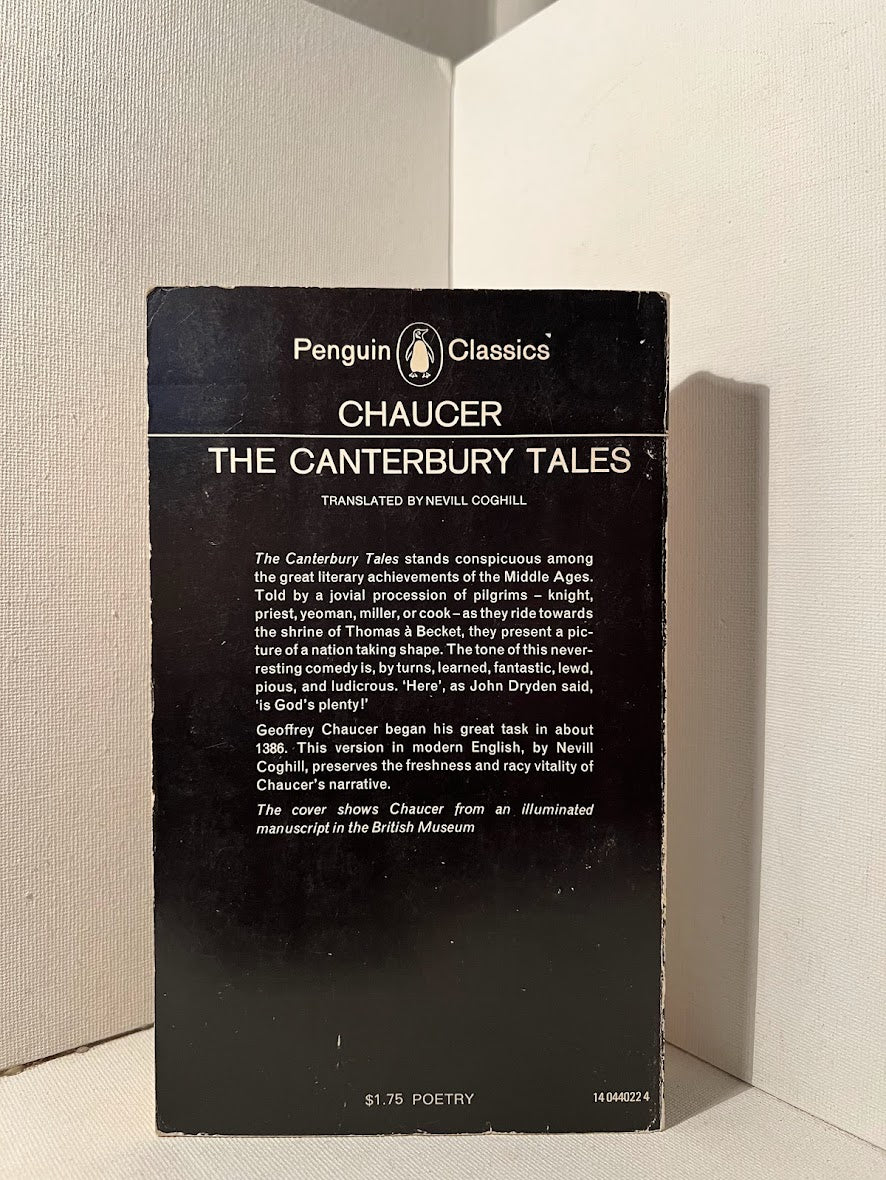 Penguin Classics
CHAUCER
THE CANTERBURY TALES
TRANSLATED BY NEVILL COGHILL
The Canterbury Tales stands conspicuous among
the great literary achievements of the Middle Ages.
Told by a jovial procession of pilgrims – knight,
priest, yeoman, miller, or cook – as they ride towards
the shrine of Thomas à Becket, they present a pic-
ture of a nation taking shape. The tone of this never-
resting comedy is, by turns, learned, fantastic, lewd,
pious, and ludicrous. ‘Here’, as John Dryden said,
‘is God’s plenty!’
Geoffrey Chaucer began his great task in about
1386. This version in modern English, by Nevill
Coghill, preserves the freshness and racy vitality of
Chaucer’s narrative.
The cover shows Chaucer from an illuminated
manuscript in the British Museum
$1.75 POETRY
14 044022 4